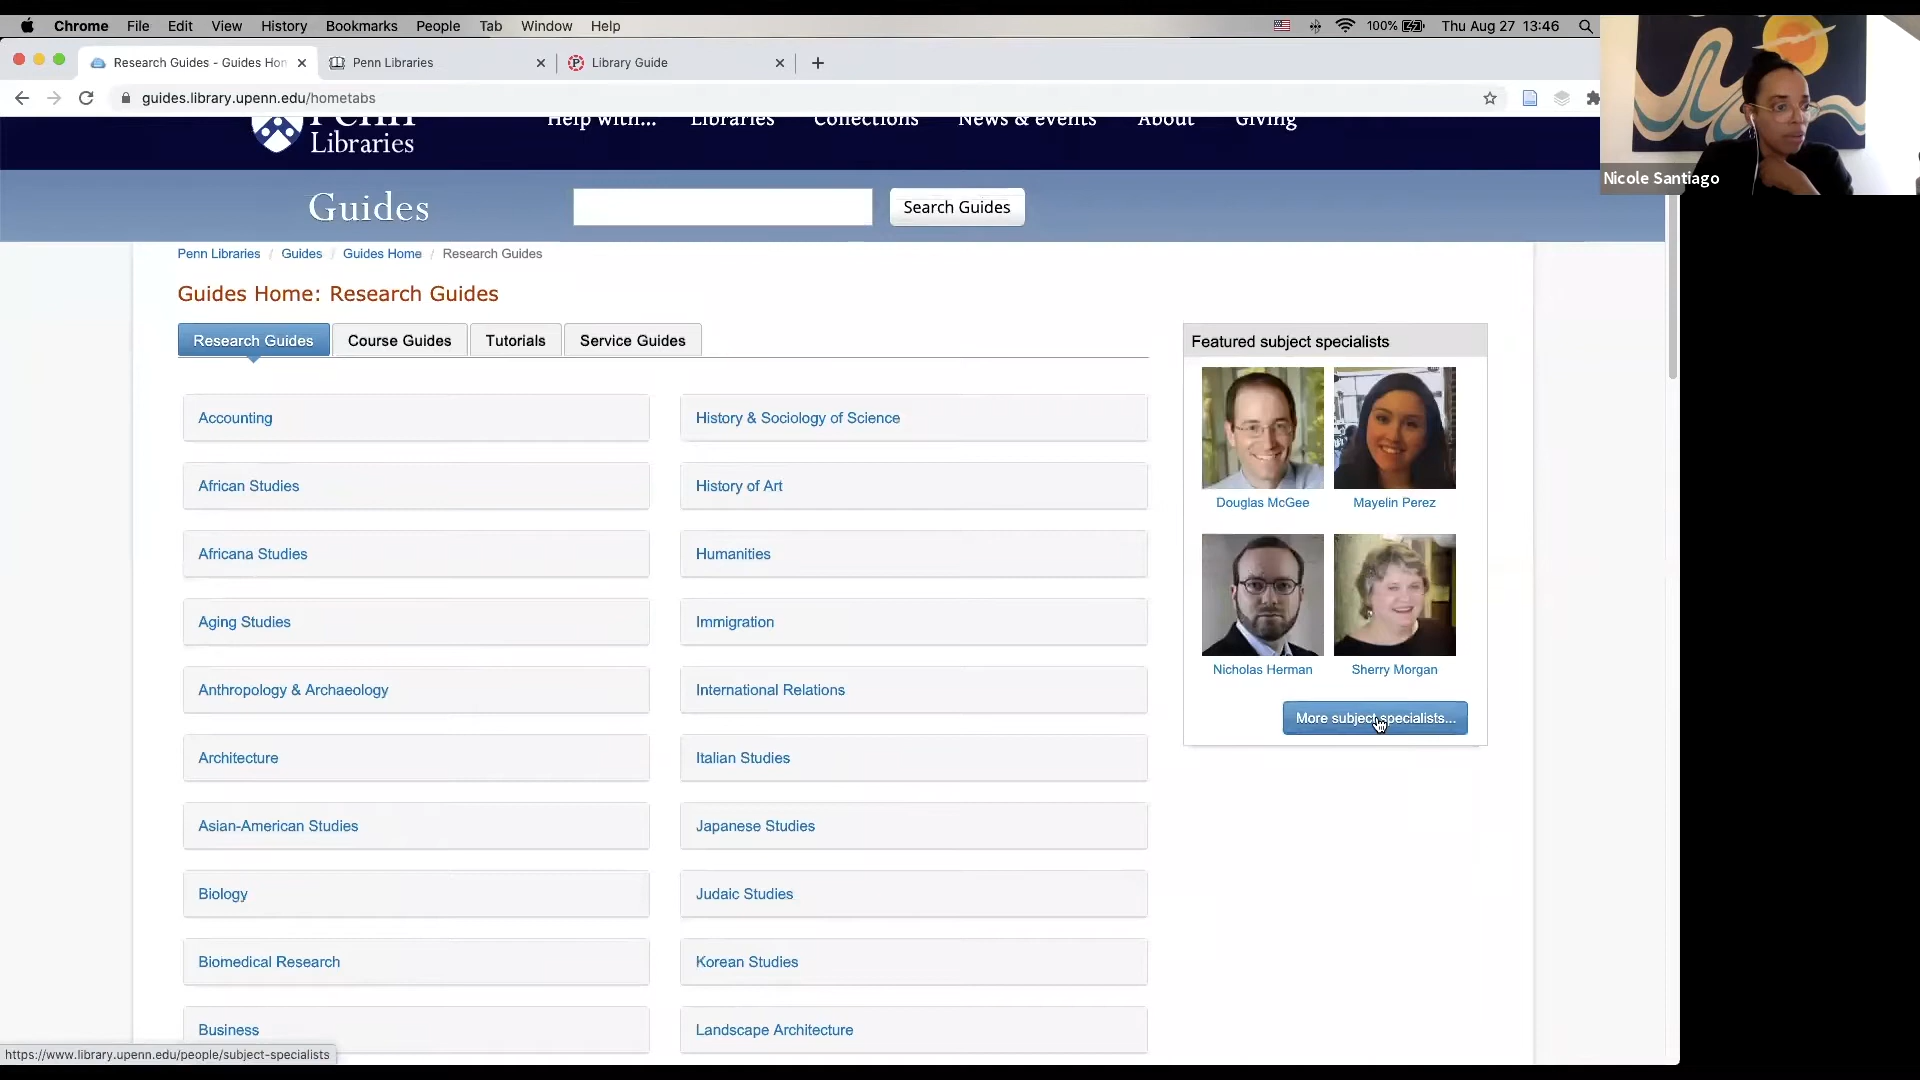 Chrome File Edit View History Bookmarks People Tab Window Help 100% Thu Aug 27 13:46
Research Guides - Guides Hon Penn Libraries Library Guide
guides.library.upenn.edu/hometabs
Penn Help with... Libraries Collections News & events About Giving
Libraries
Nicole Santiago
Guides Search Guides
Penn Libraries / Guides / Guides Home / Research Guides
Guides Home: Research Guides
Research Guides Course Guides Tutorials Service Guides
Featured subject specialists
Accounting History & Sociology of Science
African Studies History of Art
Douglas McGee Mayelin Perez
Africana Studies Humanities
Aging Studies Immigration
Nicholas Herman Sherry Morgan
Anthropology & Archaeology International Relations
More subject specialists...
Architecture Italian Studies
Asian-American Studies Japanese Studies
Biology Judaic Studies
Biomedical Research Korean Studies
Business Landscape Architecture
https://www.library.upenn.edu/people/subject-specialists